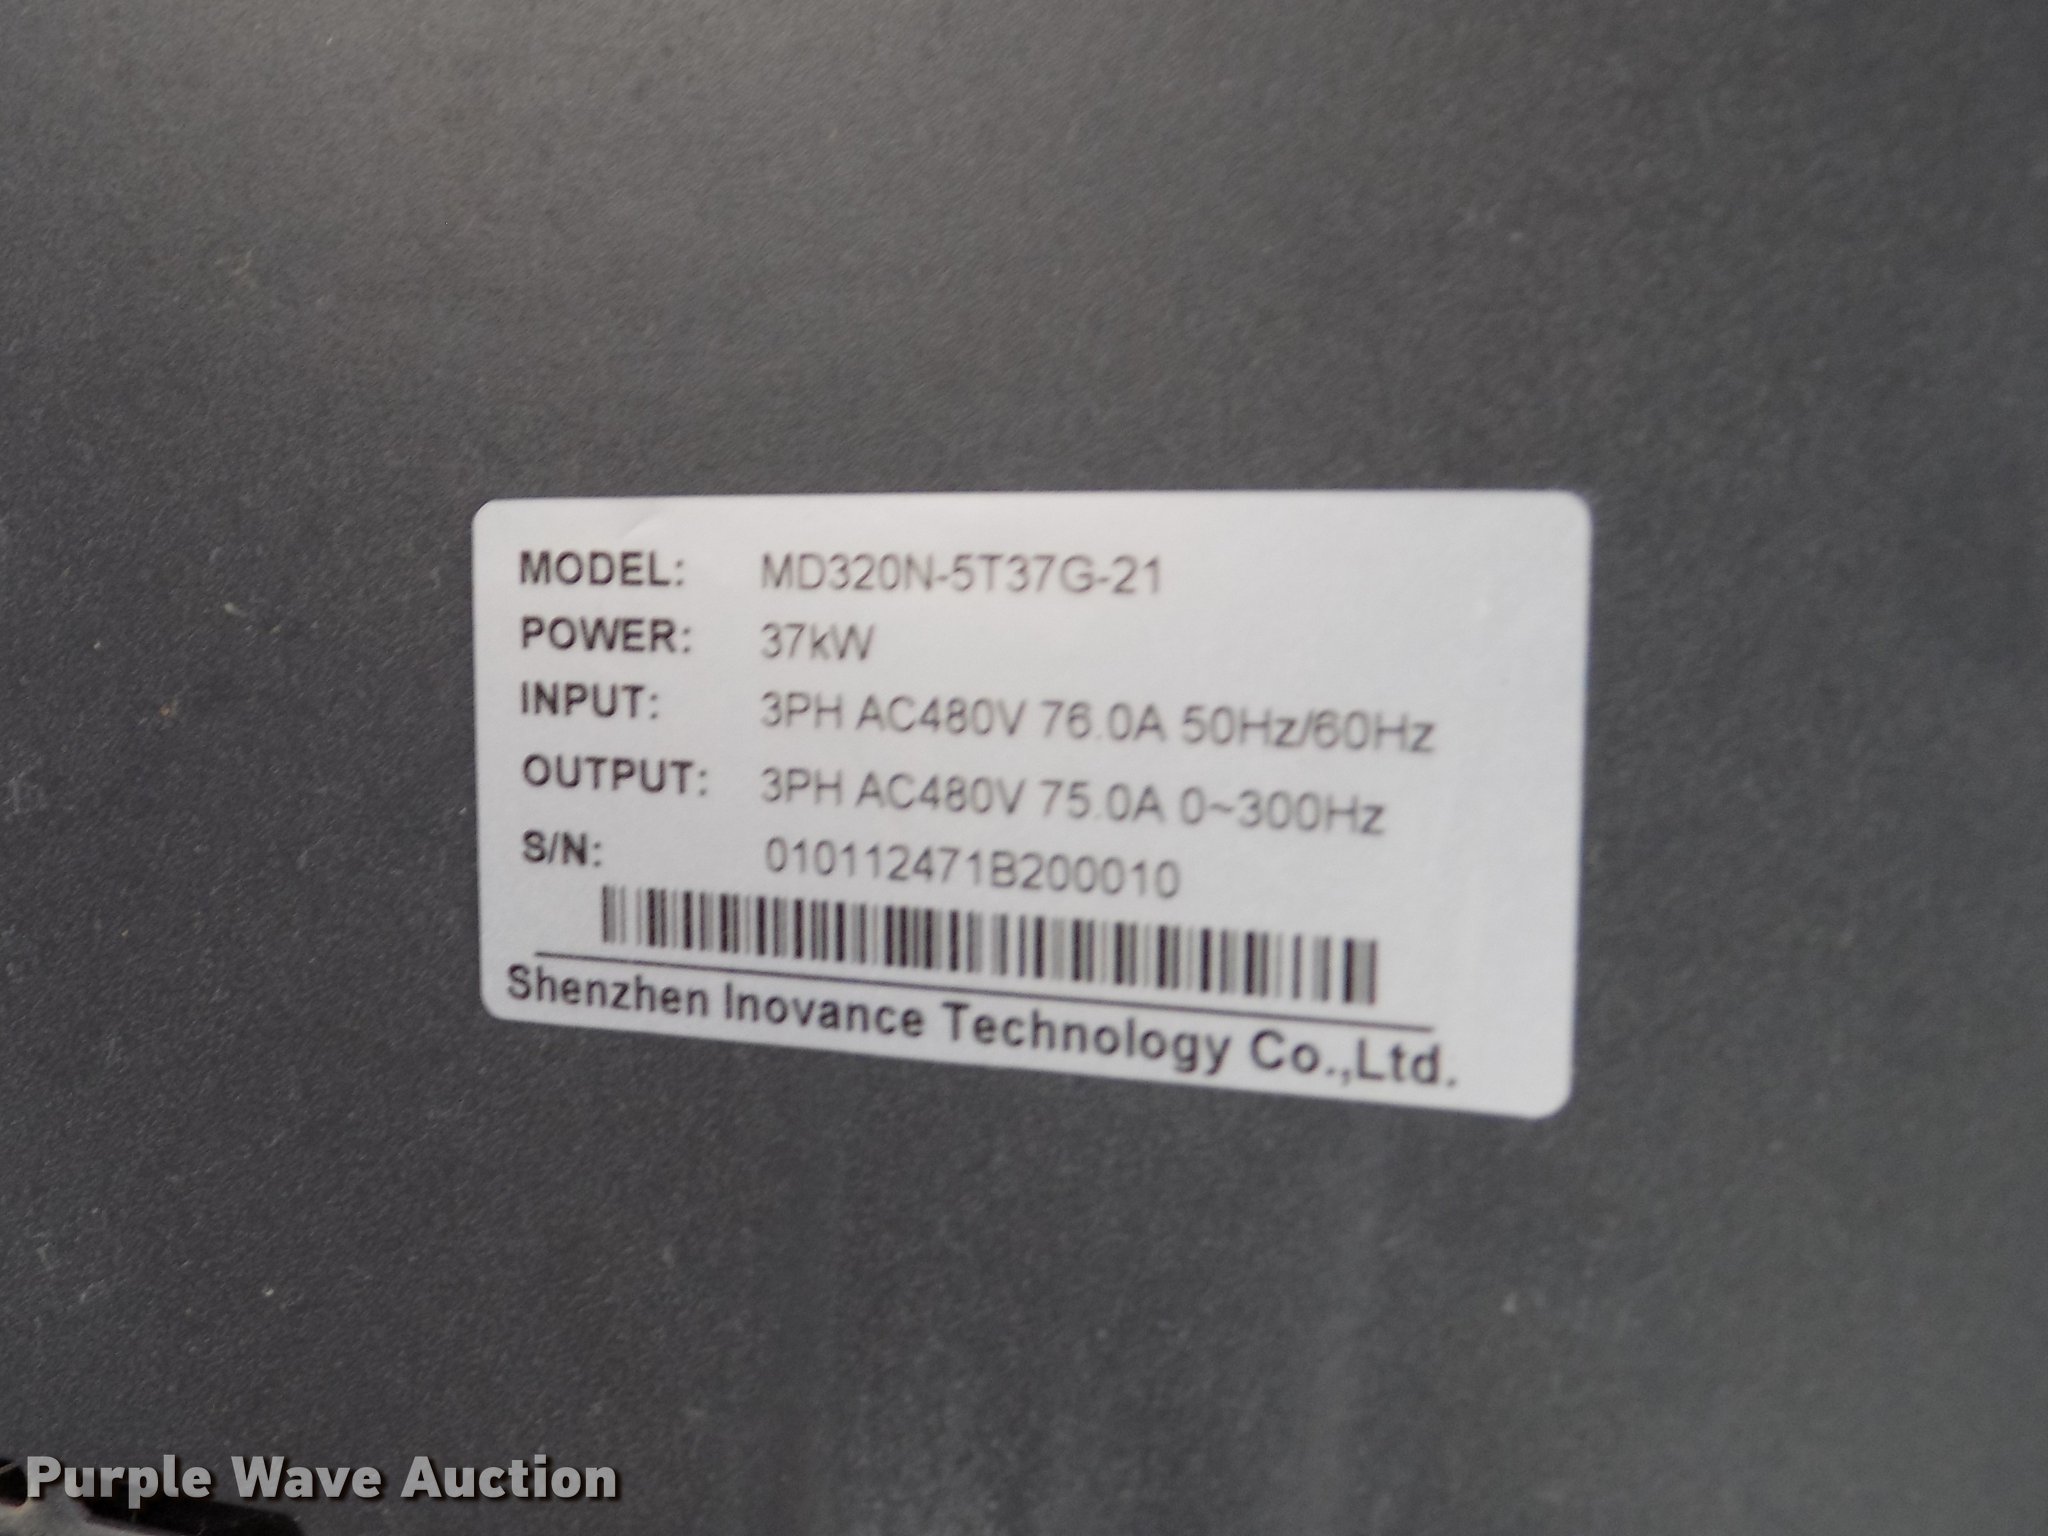 MODEL: MD320N-5T37G-21
POWER: 37kW
INPUT: 3PH AC480V 76.0A 50Hz/60Hz
OUTPUT: 3PH AC480V 75.0A 0~300Hz
S/N: 010112471B200010
Shenzhen Inovance Technology Co.,Ltd.
Purple Wave Auction